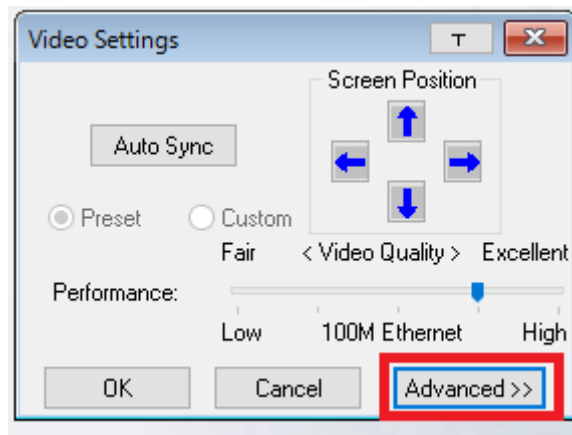 Video Settings T
Screen Position
Auto Sync
Preset Custom
Fair < Video Quality > Excellent
Performance:
Low 100M Ethernet High
OK Cancel Advanced >>